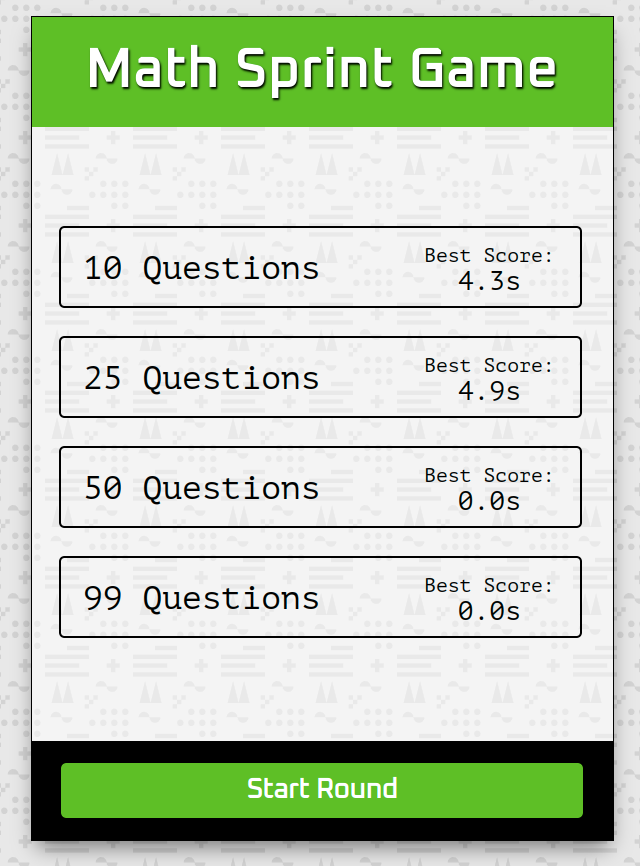 Math Sprint Game
10 Questions
Best Score:
4.3s
25 Questions
Best Score:
4.9s
50 Questions
Best Score:
0.0s
99 Questions
Best Score:
0.0s
Start Round